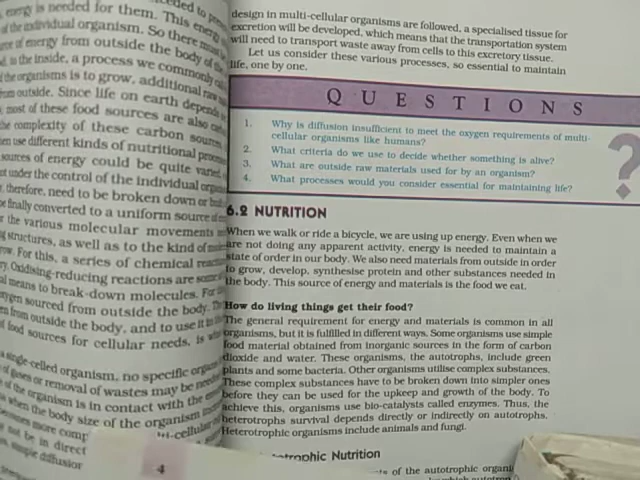 needed to
energy is needed for them. This energy
of the individual organism. So there must
of energy from outside the body of the
to the inside, a process we commonly
the organisms is to grow, additional raw
from outside. Since life on earth depends
most of these food sources are also
the complexity of these carbon sources
use different kinds of nutritional processes
sources of energy could be quite varied
not under the control of the individual
therefore, need to be broken down or
finally converted to a uniform source of
the various molecular movements
structures, as well to the kind of
For this, a series of chemical
Oxidising-reducing reactions are some
means to break-down molecules. For
sourced from outside the body. The
from outside the body, and to use it in the
food sources for cellular needs, is
a single-celled organism, no specific
of gases or removal of wastes may be
of the organism is in contact with the
when the body size of the organism
more comp
not be in direct
simple diffusion
4
design in multi-cellular organisms are followed, a specialised tissue for
excretion will be developed, which means that the transportation system
will need to transport waste away from cells to this excretory tissue.
Let us consider these various processes, so essential to maintain
life, one by one.
QUESTIONS
1. Why is diffusion insufficient to meet the oxygen requirements of multi-
cellular organisms like humans?
2. What criteria do we use to decide whether something is alive?
3. What are outside raw materials used for by an organism?
4. What processes would you consider essential for maintaining life?
?
6.2 NUTRITION
When we walk or ride a bicycle, we are using up energy. Even when we
are not doing any apparent activity, energy is needed to maintain a
state of order in our body. We also need materials from outside in order
to grow, develop, synthesise protein and other substances needed in
the body. This source of energy and materials is the food we eat.
How do living things get their food?
The general requirement for energy and materials is common in all
organisms, but it is fulfilled in different ways. Some organisms use simple
food material obtained from inorganic sources in the form of carbon
dioxide and water. These organisms, the autotrophs, include green
plants and some bacteria. Other organisms utilise complex substances.
These complex substances have to be broken down into simpler ones
before they can be used for the upkeep and growth of the body. To
achieve this, organisms use bio-catalysts called enzymes. Thus, the
heterotrophs survival depends directly or indirectly on autotrophs.
Heterotrophic organisms include animals and fungi.
Nutrition
of the autotrophic